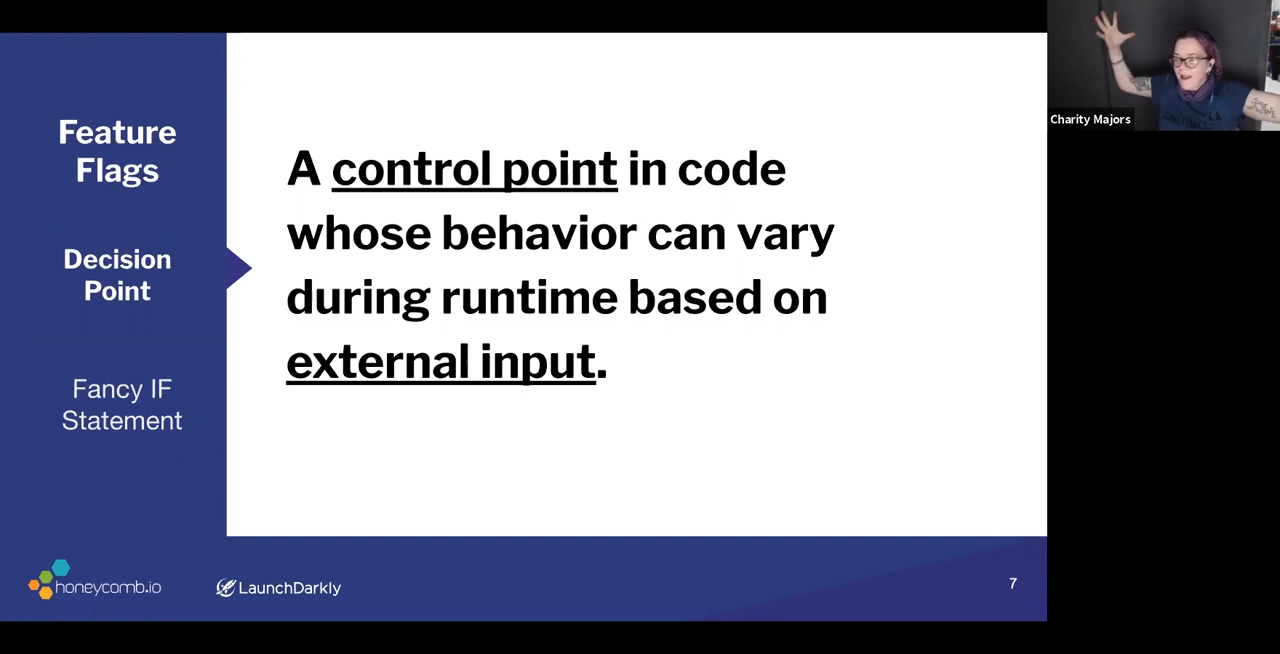 Feature
Flags
Decision
Point
Fancy IF
Statement
A control point in code
whose behavior can vary
during runtime based on
external input.
honeycomb.io
LaunchDarkly
7
Charity Majors